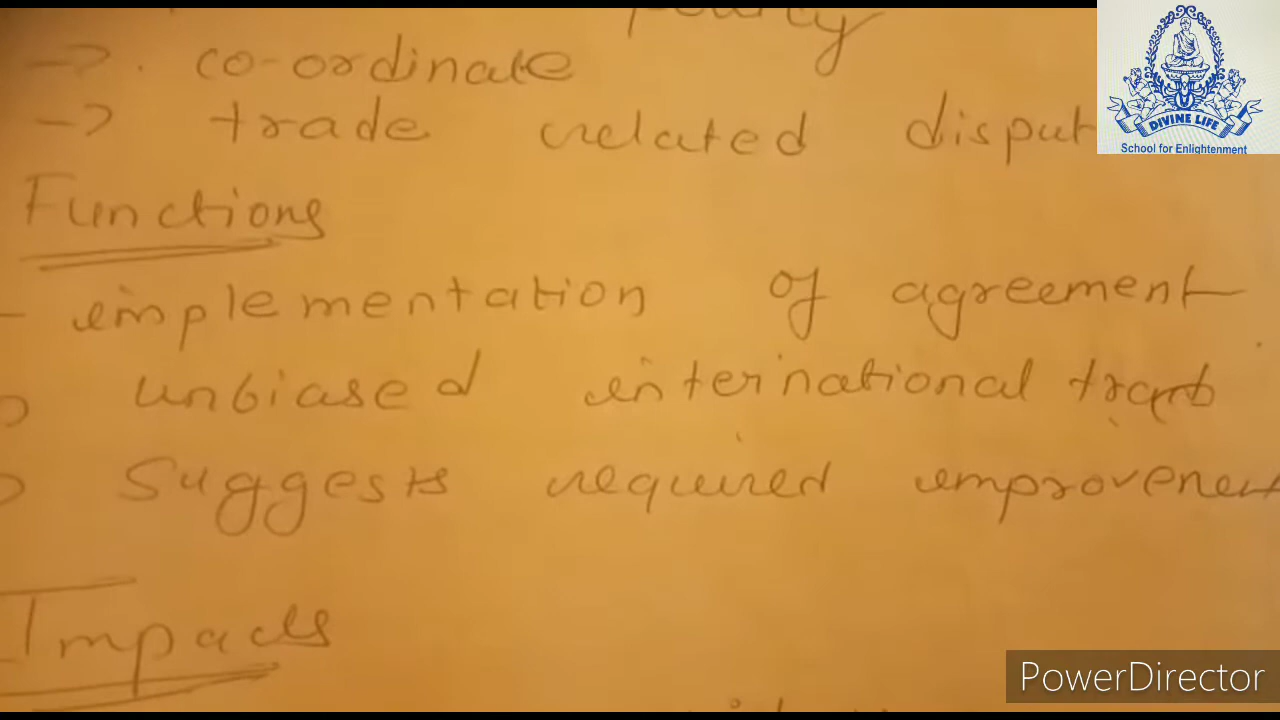 → co-ordinate
→ trade related disput
Functions
- implementation of agreement
unbiased international
Suggests required improvement
Impacts
DIVINE LIFE
School for Enlightenment
PowerDirector